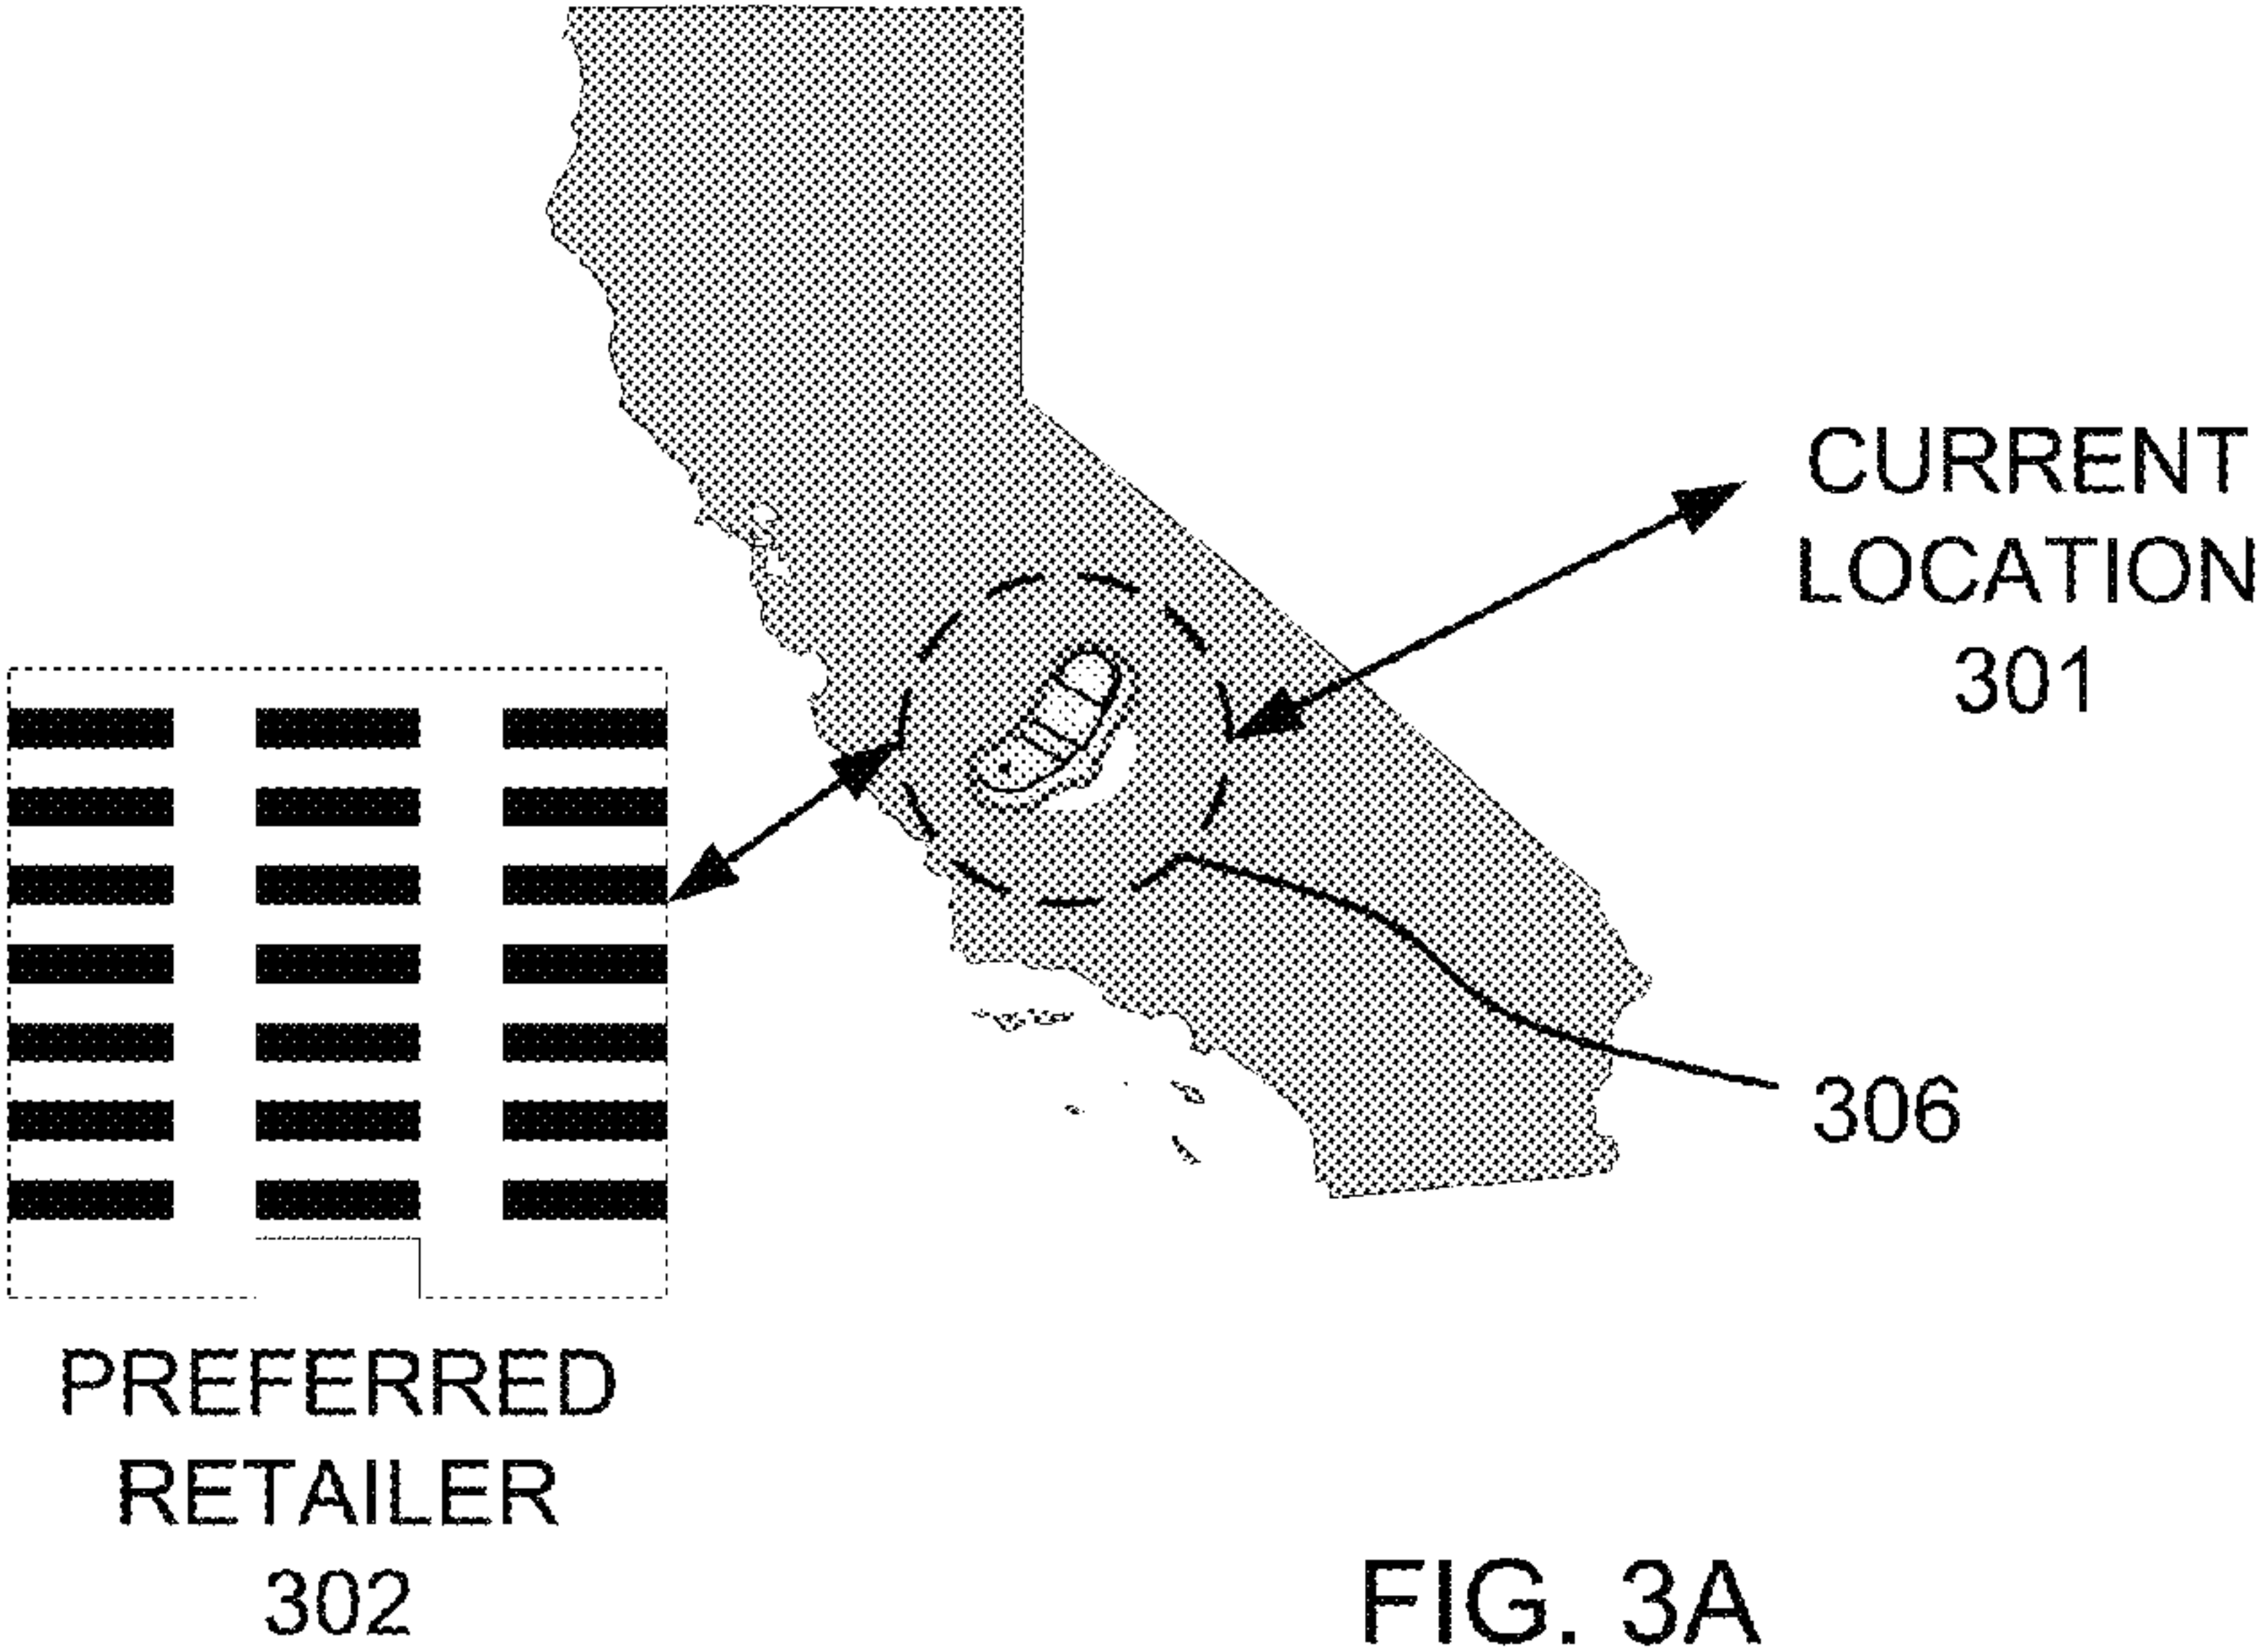 CURRENT
LOCATION
301
306
PREFERRED
RETAILER
302
FIG. 3A